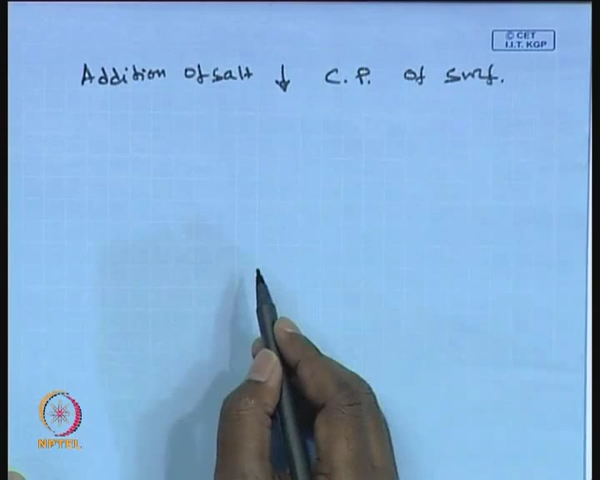 © CET
I.I.T. KGP
Addition of salt ↓ C.P. of surf.
NPTEL